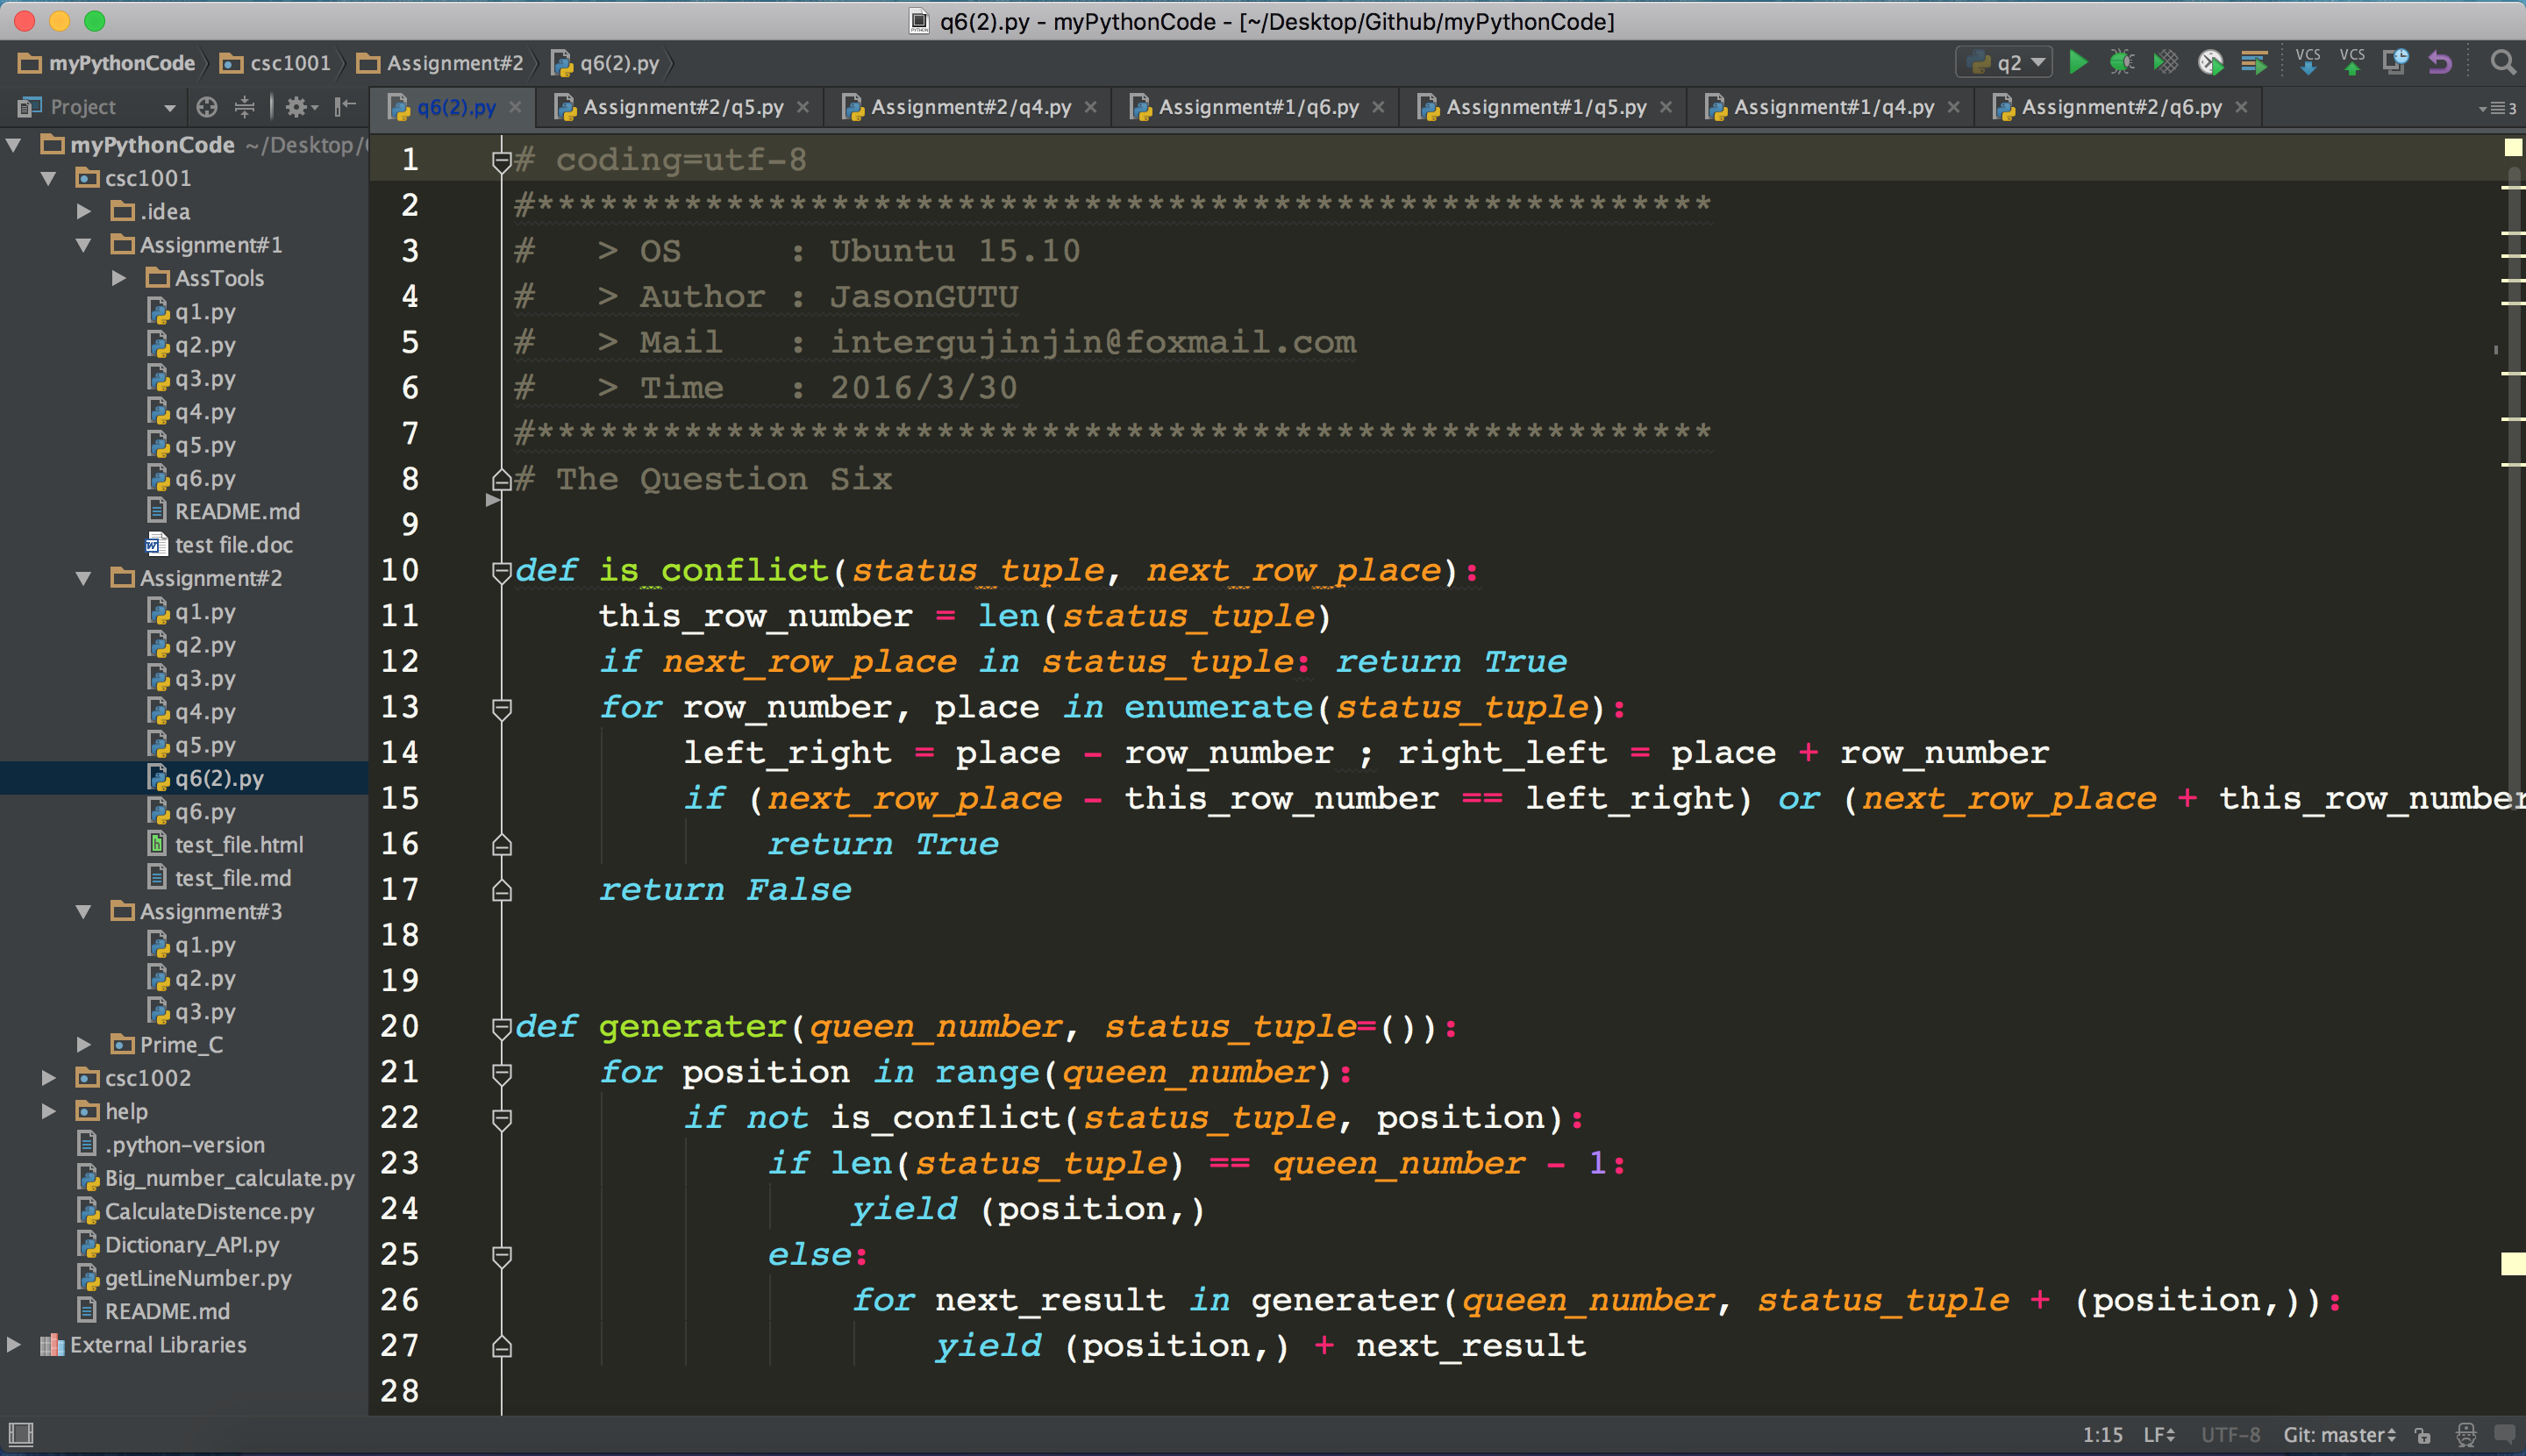 q6(2).py - myPythonCode - [~/Desktop/Github/myPythonCode]
myPythonCode csc1001 Assignment#2 q6(2).py q2 VCS VCS
Project q6(2).py Assignment#2/q5.py Assignment#2/q4.py Assignment#1/q6.py Assignment#1/q5.py Assignment#1/q4.py Assignment#2/q6.py 3
myPythonCode ~/Desktop/
csc1001
.idea
Assignment#1
AssTools
q1.py
q2.py
q3.py
q4.py
q5.py
q6.py
README.md
test file.doc
Assignment#2
q1.py
q2.py
q3.py
q4.py
q5.py
q6(2).py
q6.py
test_file.html
test_file.md
Assignment#3
q1.py
q2.py
q3.py
Prime_C
csc1002
help
.python-version
Big_number_calculate.py
CalculateDistence.py
Dictionary_API.py
getLineNumber.py
README.md
External Libraries
1 # coding=utf-8
2 #********************************************************
3 #   > OS     : Ubuntu 15.10
4 #   > Author : JasonGUTU
5 #   > Mail   : intergujinjin@foxmail.com
6 #   > Time   : 2016/3/30
7 #********************************************************
8 # The Question Six
9
10 def is_conflict(status_tuple, next_row_place):
11     this_row_number = len(status_tuple)
12     if next_row_place in status_tuple: return True
13     for row_number, place in enumerate(status_tuple):
14         left_right = place - row_number ; right_left = place + row_number
15         if (next_row_place - this_row_number == left_right) or (next_row_place + this_row_number
16             return True
17     return False
18
19
20 def generater(queen_number, status_tuple=()):
21     for position in range(queen_number):
22         if not is_conflict(status_tuple, position):
23             if len(status_tuple) == queen_number - 1:
24                 yield (position,)
25             else:
26                 for next_result in generater(queen_number, status_tuple + (position,)):
27                     yield (position,) + next_result
28
1:15 LF UTF-8 Git: master